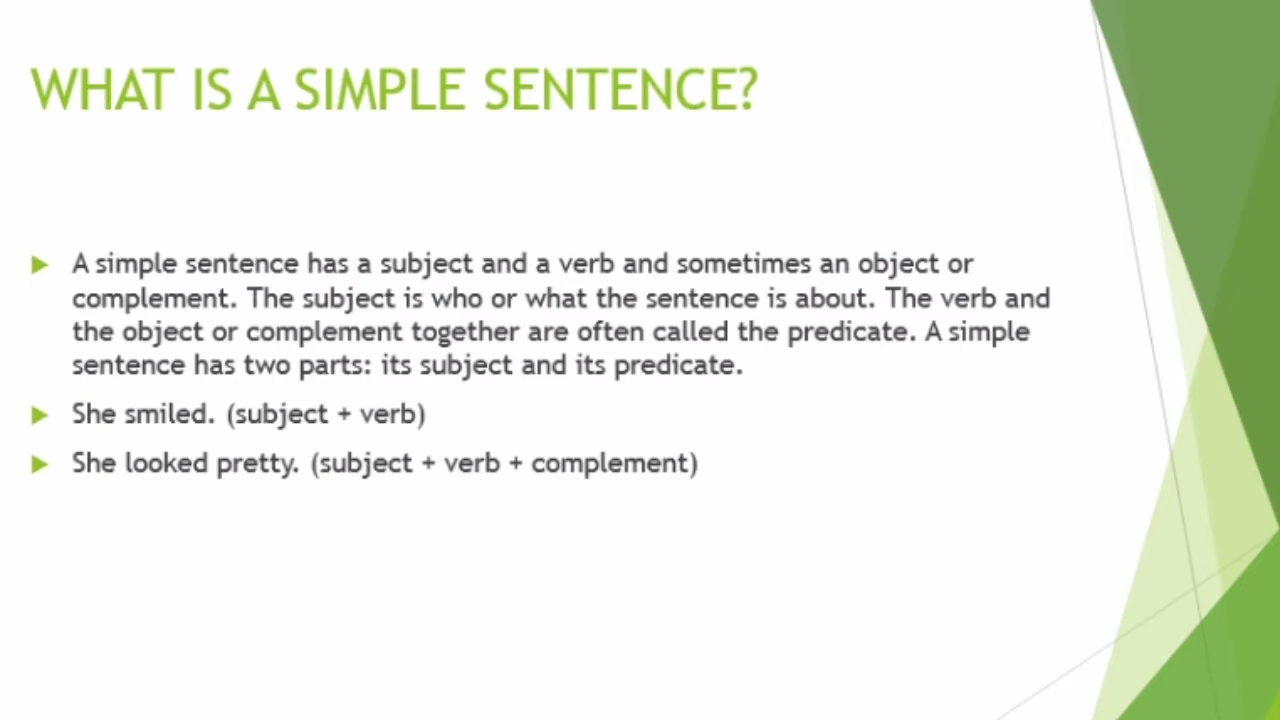 WHAT IS A SIMPLE SENTENCE?
A simple sentence has a subject and a verb and sometimes an object or
complement. The subject is who or what the sentence is about. The verb and
the object or complement together are often called the predicate. A simple
sentence has two parts: its subject and its predicate.
She smiled. (subject + verb)
She looked pretty. (subject + verb + complement)